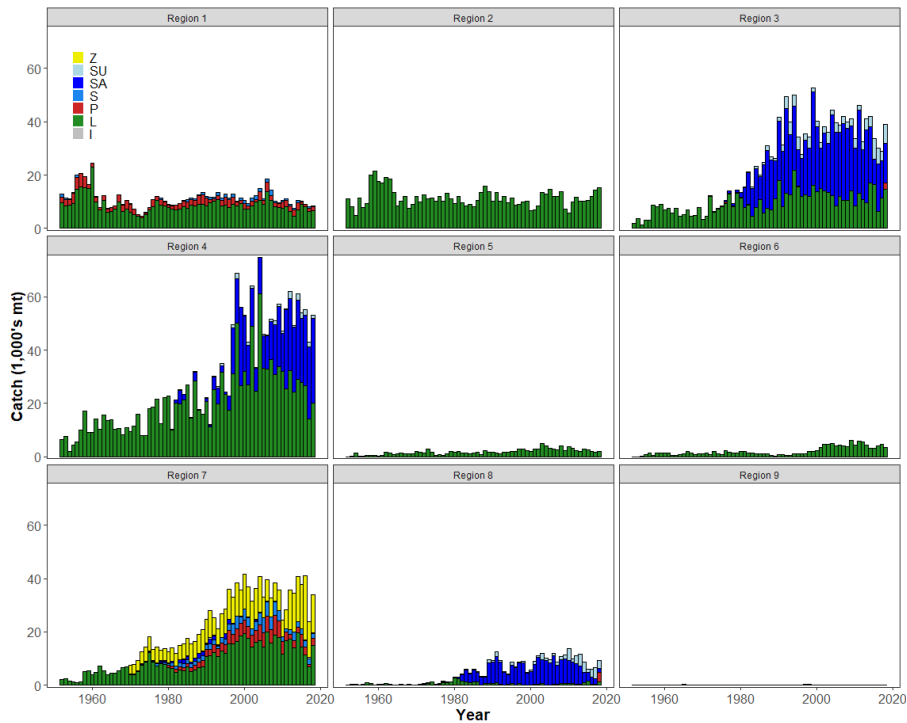 Region 1
Region 2
Region 3
Z
SU
SA
S
P
L
I
60
40
20
0
Region 4
Region 5
Region 6
60
40
20
0
Catch (1,000's mt)
Region 7
Region 8
Region 9
60
40
20
0
1960 1980 2000 2020 1960 1980 2000 2020 1960 1980 2000 2020
Year